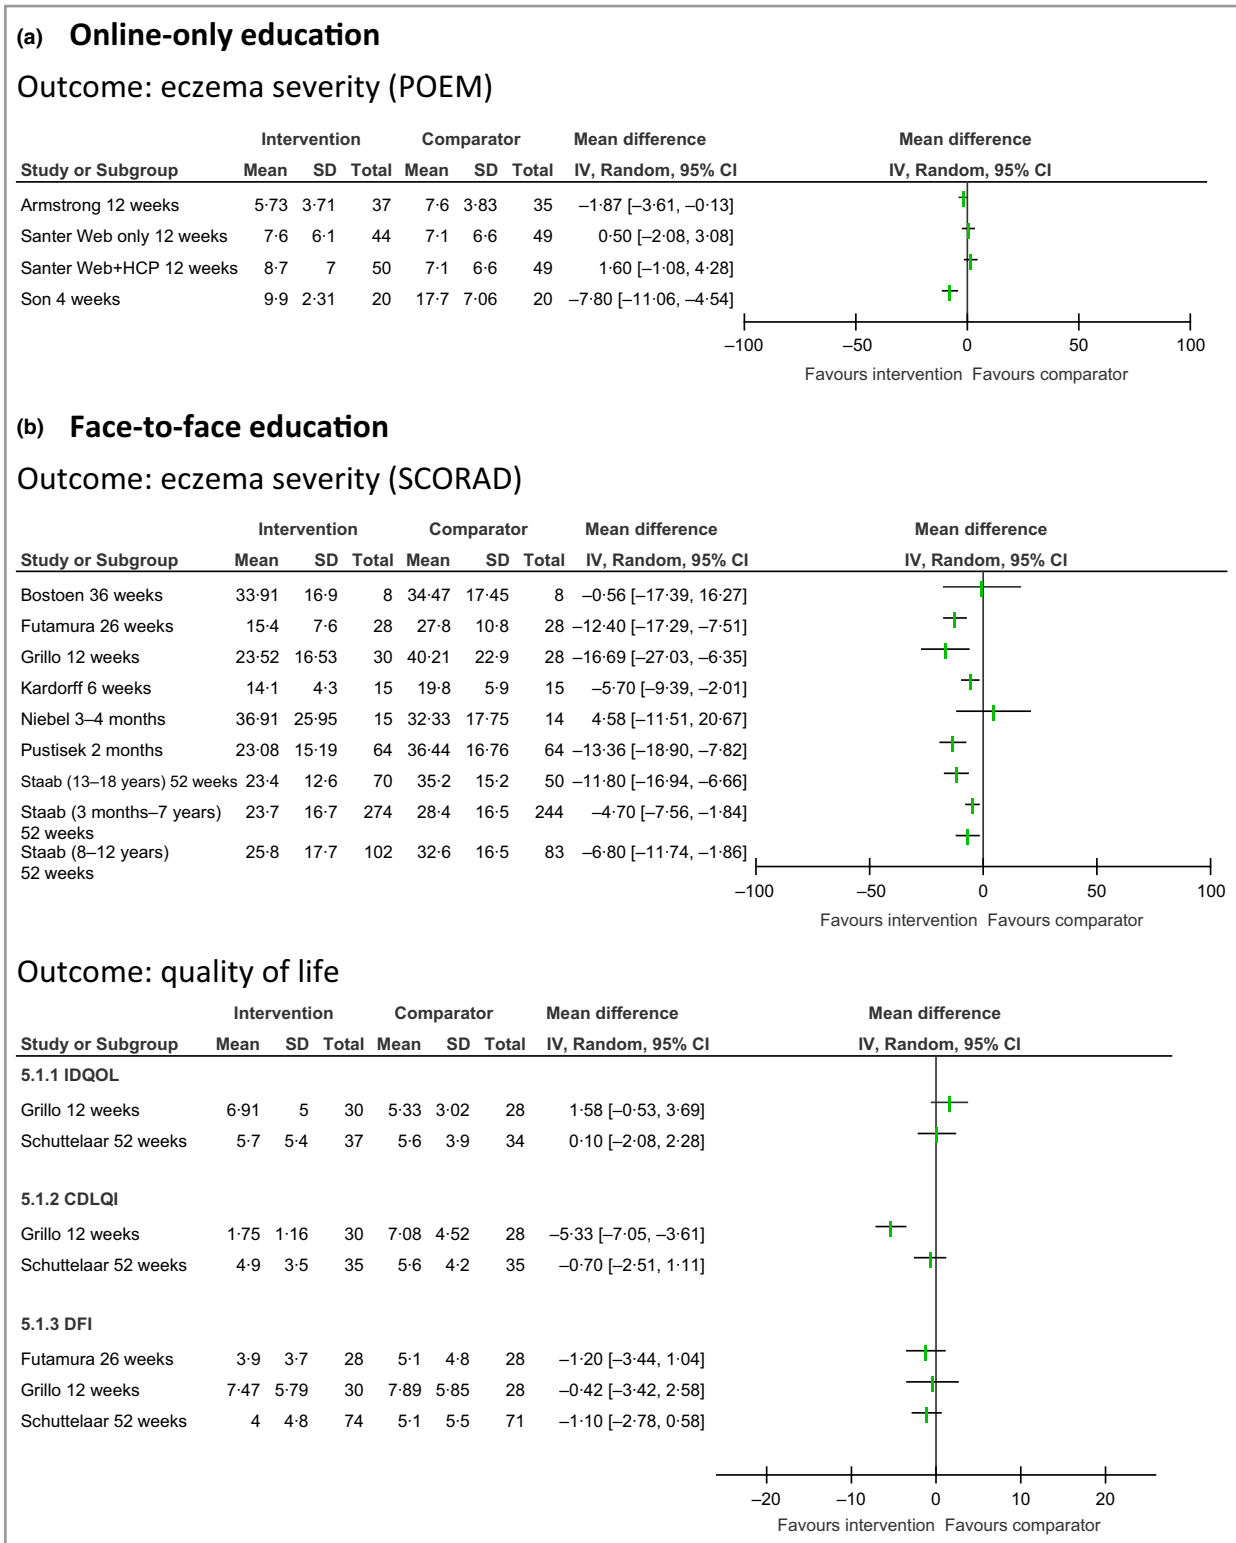 (a) Online-only education
Outcome: eczema severity (POEM)
Intervention Comparator Mean difference Mean difference
Study or Subgroup Mean SD Total Mean SD Total IV, Random, 95% CI IV, Random, 95% CI
Armstrong 12 weeks 5·73 3·71 37 7·6 3·83 35 −1·87 [−3·61, −0·13]
Santer Web only 12 weeks 7·6 6·1 44 7·1 6·6 49 0·50 [−2·08, 3·08]
Santer Web+HCP 12 weeks 8·7 7 50 7·1 6·6 49 1·60 [−1·08, 4·28]
Son 4 weeks 9·9 2·31 20 17·7 7·06 20 −7·80 [−11·06, −4·54]
−100 −50 0 50 100
Favours intervention Favours comparator
(b) Face-to-face education
Outcome: eczema severity (SCORAD)
Intervention Comparator Mean difference Mean difference
Study or Subgroup Mean SD Total Mean SD Total IV, Random, 95% CI IV, Random, 95% CI
Bostoen 36 weeks 33·91 16·9 8 34·47 17·45 8 −0·56 [−17·39, 16·27]
Futamura 26 weeks 15·4 7·6 28 27·8 10·8 28 −12·40 [−17·29, −7·51]
Grillo 12 weeks 23·52 16·53 30 40·21 22·9 28 −16·69 [−27·03, −6·35]
Kardorff 6 weeks 14·1 4·3 15 19·8 5·9 15 −5·70 [−9·39, −2·01]
Niebel 3–4 months 36·91 25·95 15 32·33 17·75 14 4·58 [−11·51, 20·67]
Pustisek 2 months 23·08 15·19 64 36·44 16·76 64 −13·36 [−18·90, −7·82]
Staab (13–18 years) 52 weeks 23·4 12·6 70 35·2 15·2 50 −11·80 [−16·94, −6·66]
Staab (3 months–7 years) 23·7 16·7 274 28·4 16·5 244 −4·70 [−7·56, −1·84]
52 weeks
Staab (8–12 years) 25·8 17·7 102 32·6 16·5 83 −6·80 [−11·74, −1·86]
52 weeks
−100 −50 0 50 100
Favours intervention Favours comparator
Outcome: quality of life
Intervention Comparator Mean difference Mean difference
Study or Subgroup Mean SD Total Mean SD Total IV, Random, 95% CI IV, Random, 95% CI
5.1.1 IDQOL
Grillo 12 weeks 6·91 5 30 5·33 3·02 28 1·58 [−0·53, 3·69]
Schuttelaar 52 weeks 5·7 5·4 37 5·6 3·9 34 0·10 [−2·08, 2·28]
5.1.2 CDLQI
Grillo 12 weeks 1·75 1·16 30 7·08 4·52 28 −5·33 [−7·05, −3·61]
Schuttelaar 52 weeks 4·9 3·5 35 5·6 4·2 35 −0·70 [−2·51, 1·11]
5.1.3 DFI
Futamura 26 weeks 3·9 3·7 28 5·1 4·8 28 −1·20 [−3·44, 1·04]
Grillo 12 weeks 7·47 5·79 30 7·89 5·85 28 −0·42 [−3·42, 2·58]
Schuttelaar 52 weeks 4 4·8 74 5·1 5·5 71 −1·10 [−2·78, 0·58]
−20 −10 0 10 20
Favours intervention Favours comparator